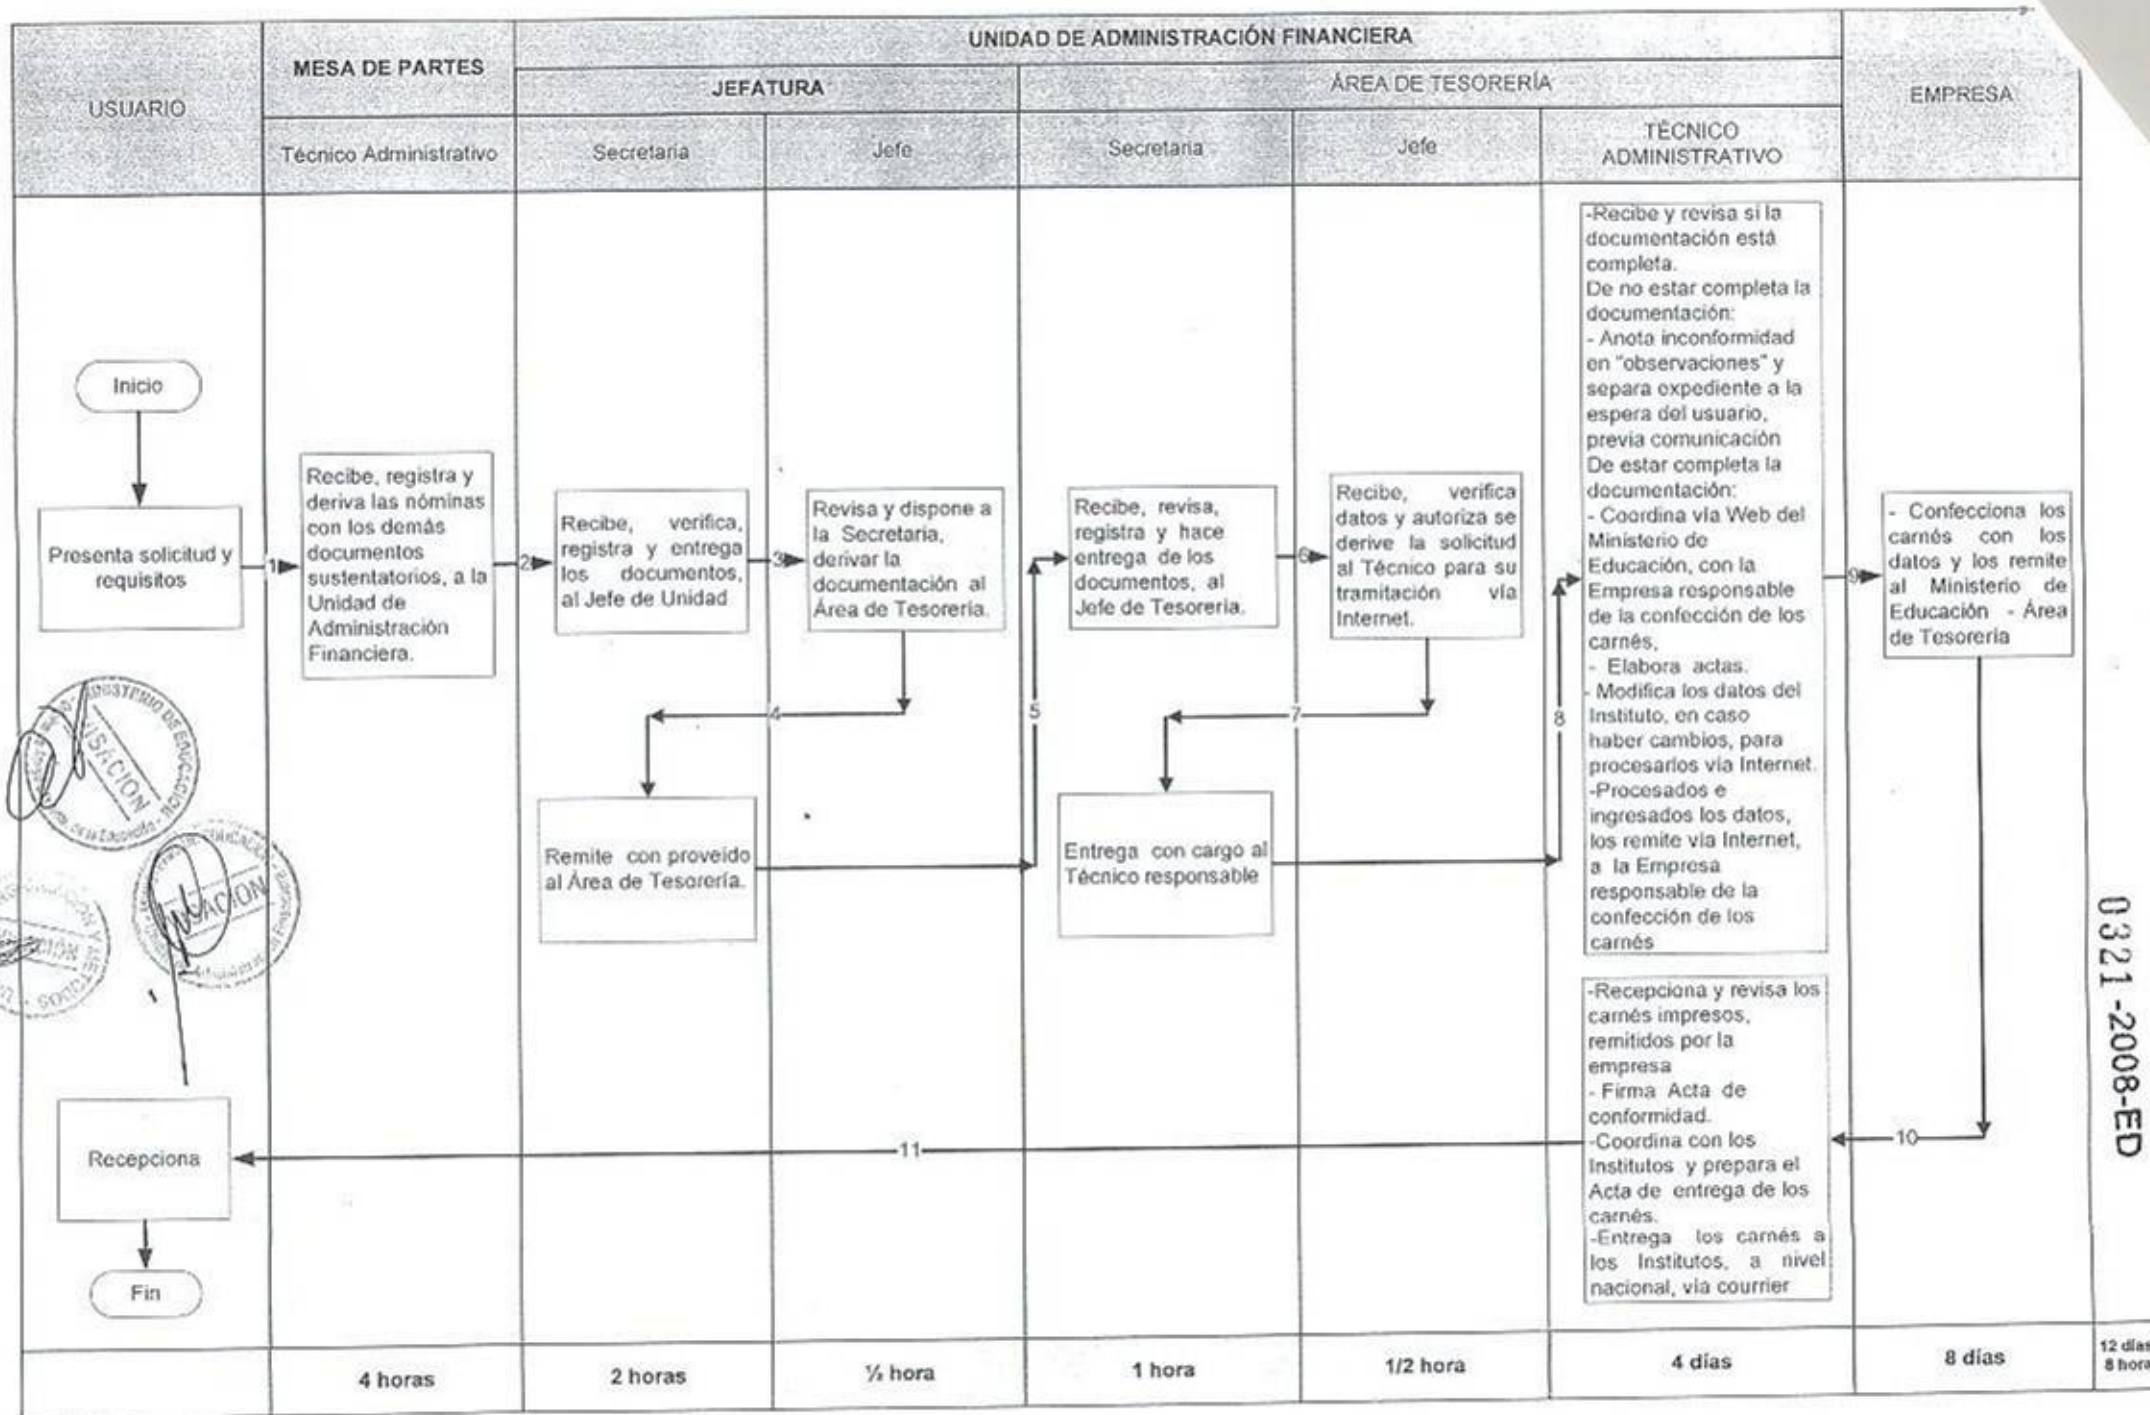 UNIDAD DE ADMINISTRACIÓN FINANCIERA
USUARIO
MESA DE PARTES
JEFATURA
ÁREA DE TESORERÍA
EMPRESA
Técnico Administrativo
Secretaria
Jefe
Secretaria
Jefe
TÉCNICO
ADMINISTRATIVO
Inicio
Presenta solicitud y
requisitos
1
Recibe, registra y
deriva las nóminas
con los demás
documentos
sustentatorios, a la
Unidad de
Administración
Financiera.
2
Recibe, verifica,
registra y entrega
los documentos,
al Jefe de Unidad
3
Revisa y dispone a
la Secretaria,
derivar la
documentación al
Área de Tesorería.
4
Remite con proveido
al Área de Tesorería.
5
Recibe, revisa,
registra y hace
entrega de los
documentos, al
Jefe de Tesorería.
6
Recibe, verifica
datos y autoriza se
derive la solicitud
al Técnico para su
tramitación vía
Internet.
7
Entrega con cargo al
Técnico responsable
8
-Recibe y revisa si la
documentación está
completa.
De no estar completa la
documentación:
- Anota inconformidad
en "observaciones" y
separa expediente a la
espera del usuario,
previa comunicación
De estar completa la
documentación:
- Coordina vía Web del
Ministerio de
Educación, con la
Empresa responsable
de la confección de los
carnés,
- Elabora actas.
- Modifica los datos del
Instituto, en caso
haber cambios, para
procesarlos vía Internet.
-Procesados e
ingresados los datos,
los remite vía Internet,
a la Empresa
responsable de la
confección de los
carnés
9
- Confecciona los
carnés con los
datos y los remite
al Ministerio de
Educación - Área
de Tesorería
10
-Recepciona y revisa los
carnés impresos,
remitidos por la
empresa
- Firma Acta de
conformidad.
-Coordina con los
Institutos y prepara el
Acta de entrega de los
carnés.
-Entrega los carnés a
los Institutos, a nivel
nacional, vía courrier
11
Recepciona
Fin
MINISTERIO DE EDUCACION
VISACION
VISACION
Y METODOS
4 horas
2 horas
½ hora
1 hora
1/2 hora
4 días
8 días
12 días
8 hora
0321-2008-ED